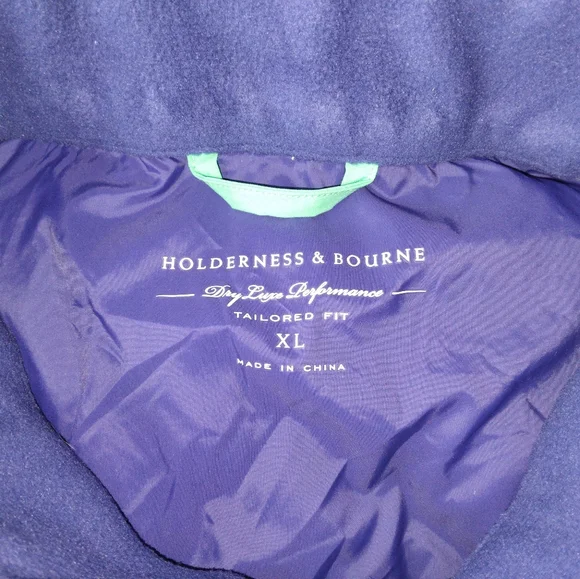 HOLDERNESS & BOURNE
Dry Luxe Performance
TAILORED FIT
XL
MADE IN CHINA